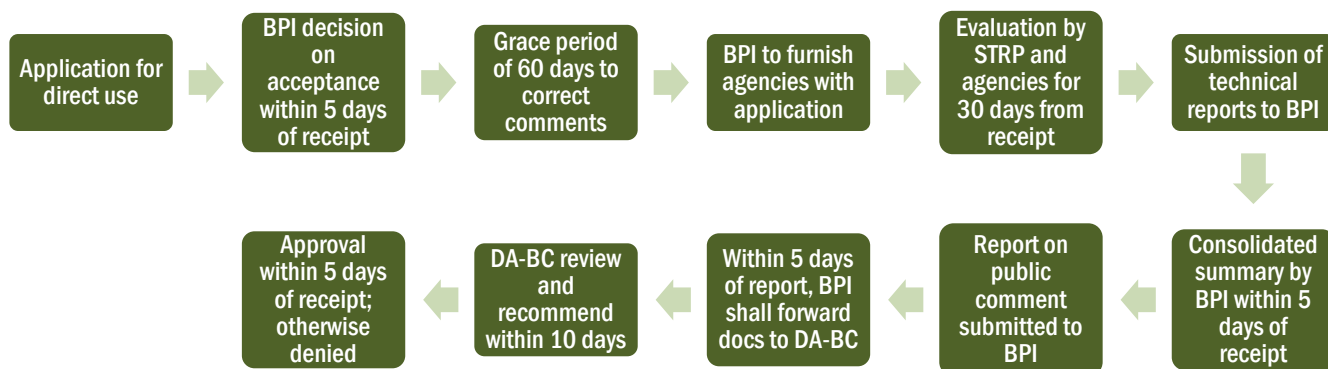 Application for
direct use
BPI decision
on
acceptance
within 5 days
of receipt
Grace period
of 60 days to
correct
comments
BPI to furnish
agencies with
application
Evaluation by
STRP and
agencies for
30 days from
receipt
Submission of
technical
reports to BPI
Consolidated
summary by
BPI within 5
days of
receipt
Report on
public
comment
submitted to
BPI
Within 5 days
of report, BPI
shall forward
docs to DA-BC
DA-BC review
and
recommend
within 10 days
Approval
within 5 days
of receipt;
otherwise
denied